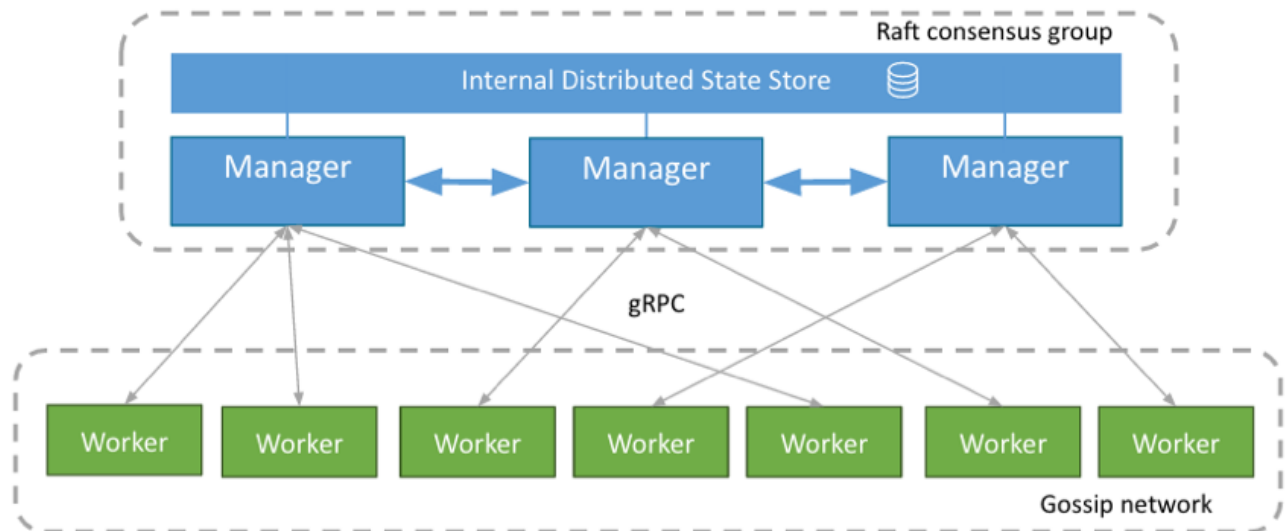 Raft consensus group
Internal Distributed State Store
Manager Manager Manager
gRPC
Worker Worker Worker Worker Worker Worker Worker
Gossip network